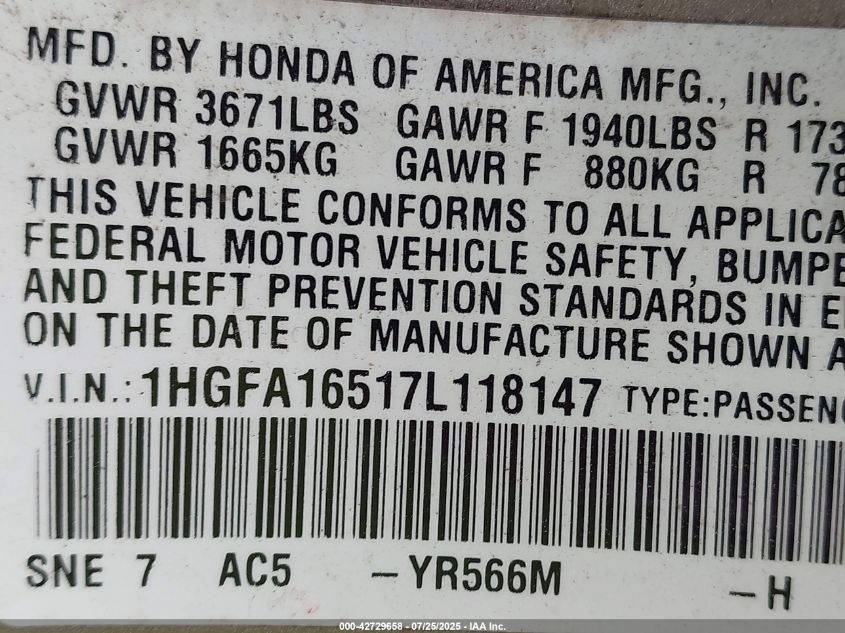 MFD. BY HONDA OF AMERICA MFG., INC.
GVWR 3671LBS GAWR F 1940LBS R 173
GVWR 1665KG GAWR F 880KG R 78
THIS VEHICLE CONFORMS TO ALL APPLICA
FEDERAL MOTOR VEHICLE SAFETY, BUMPE
AND THEFT PREVENTION STANDARDS IN E
ON THE DATE OF MANUFACTURE SHOWN A
V.I.N.: 1HGFA16517L118147 TYPE:PASSEN
SNE 7 AC5 – YR566M – H
000-42729658 - 07/25/2025 - IAA Inc.